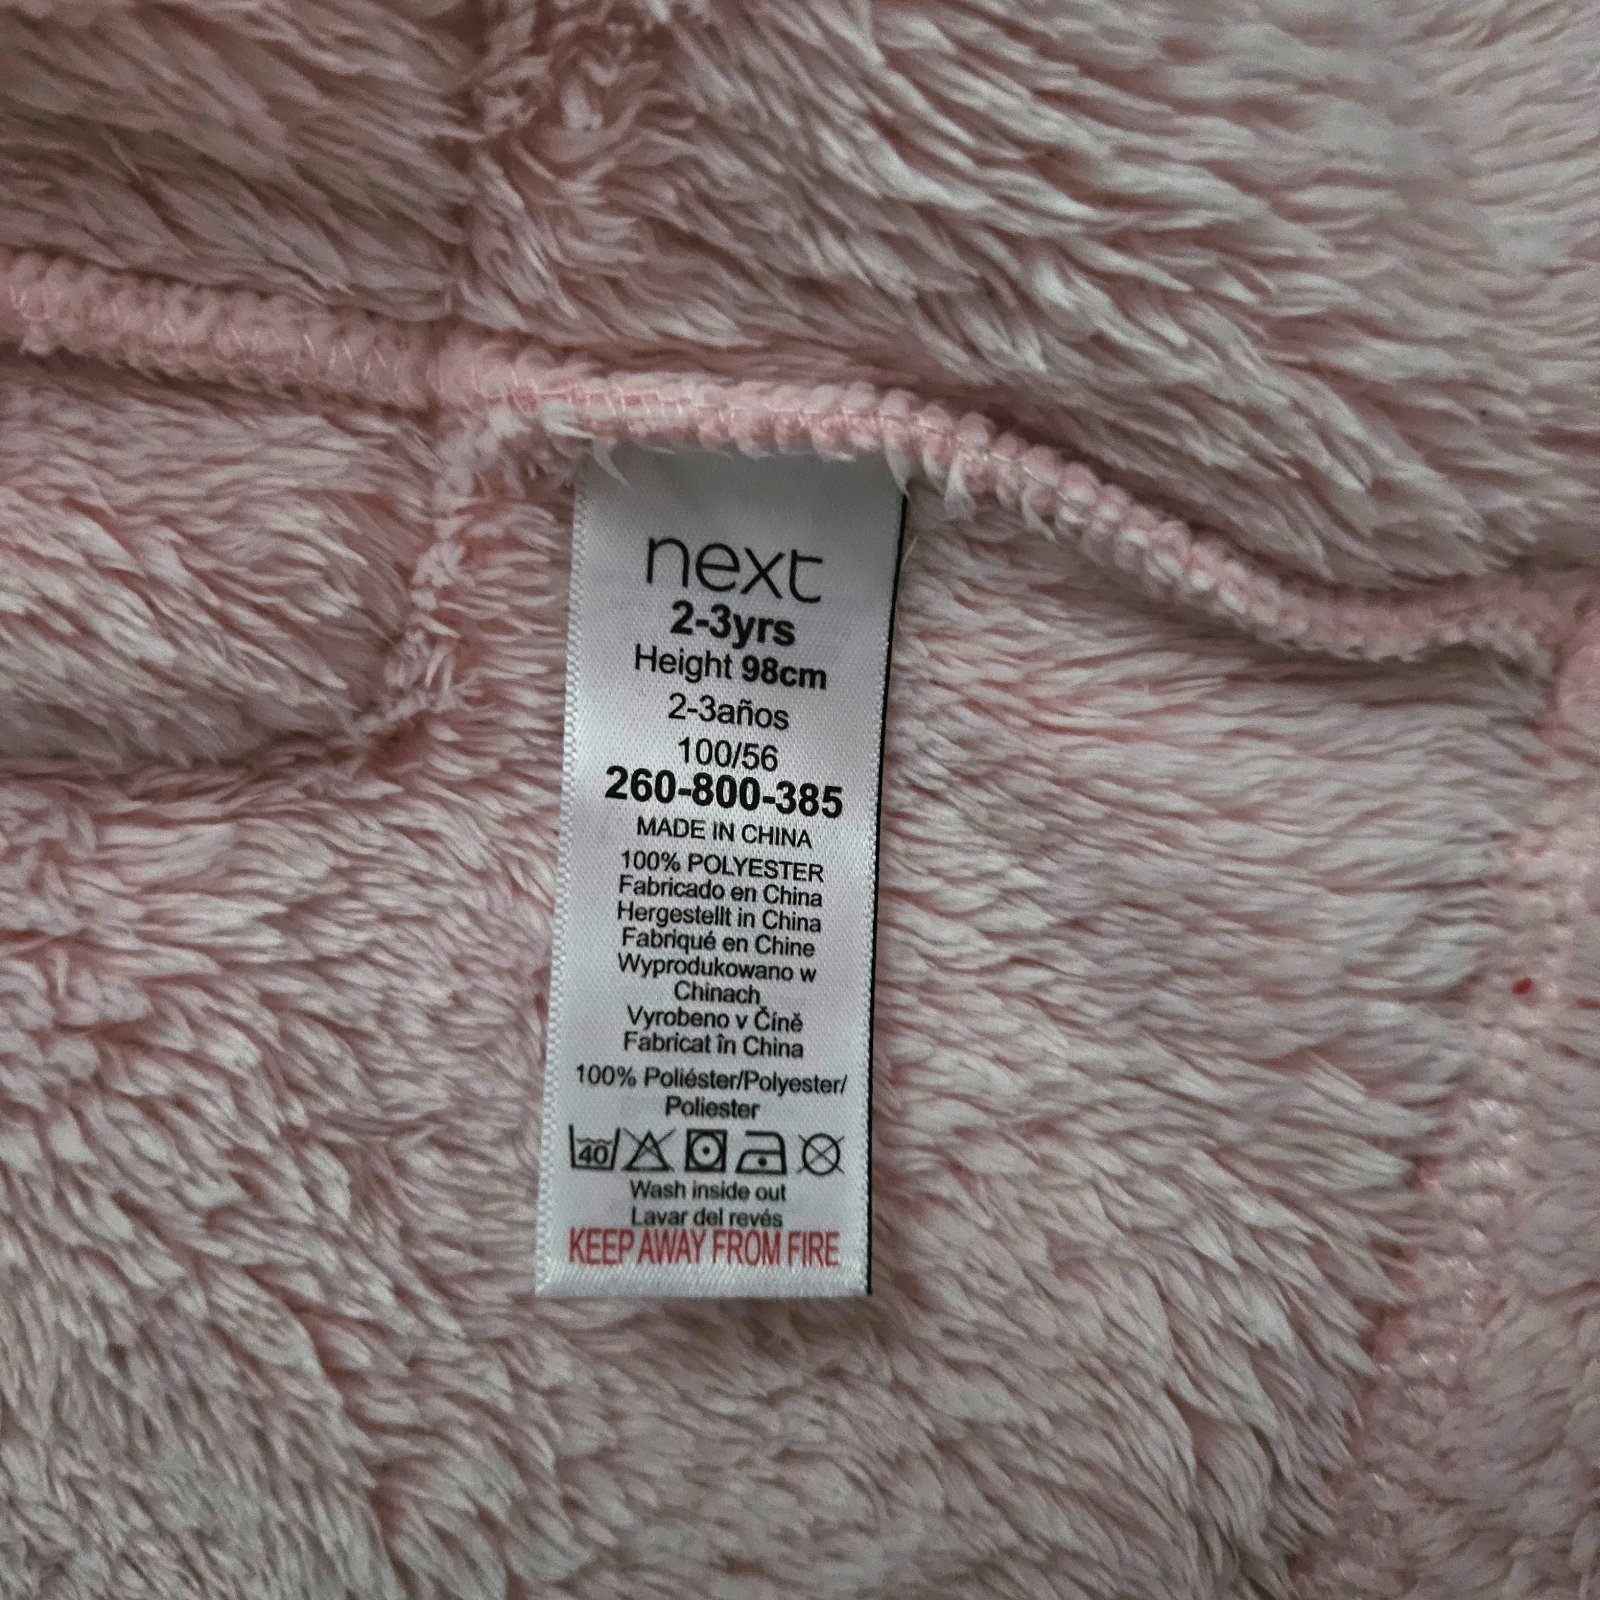 next
2-3yrs
Height 98cm
2-3años
100/56
260-800-385
MADE IN CHINA
100% POLYESTER
Fabricado en China
Hergestellt in China
Fabriqué en Chine
Wyprodukowano w
Chinach
Vyrobeno v Číně
Fabricat în China
100% Poliéster/Polyester/
Poliester
40
Wash inside out
Lavar del revés
KEEP AWAY FROM FIRE